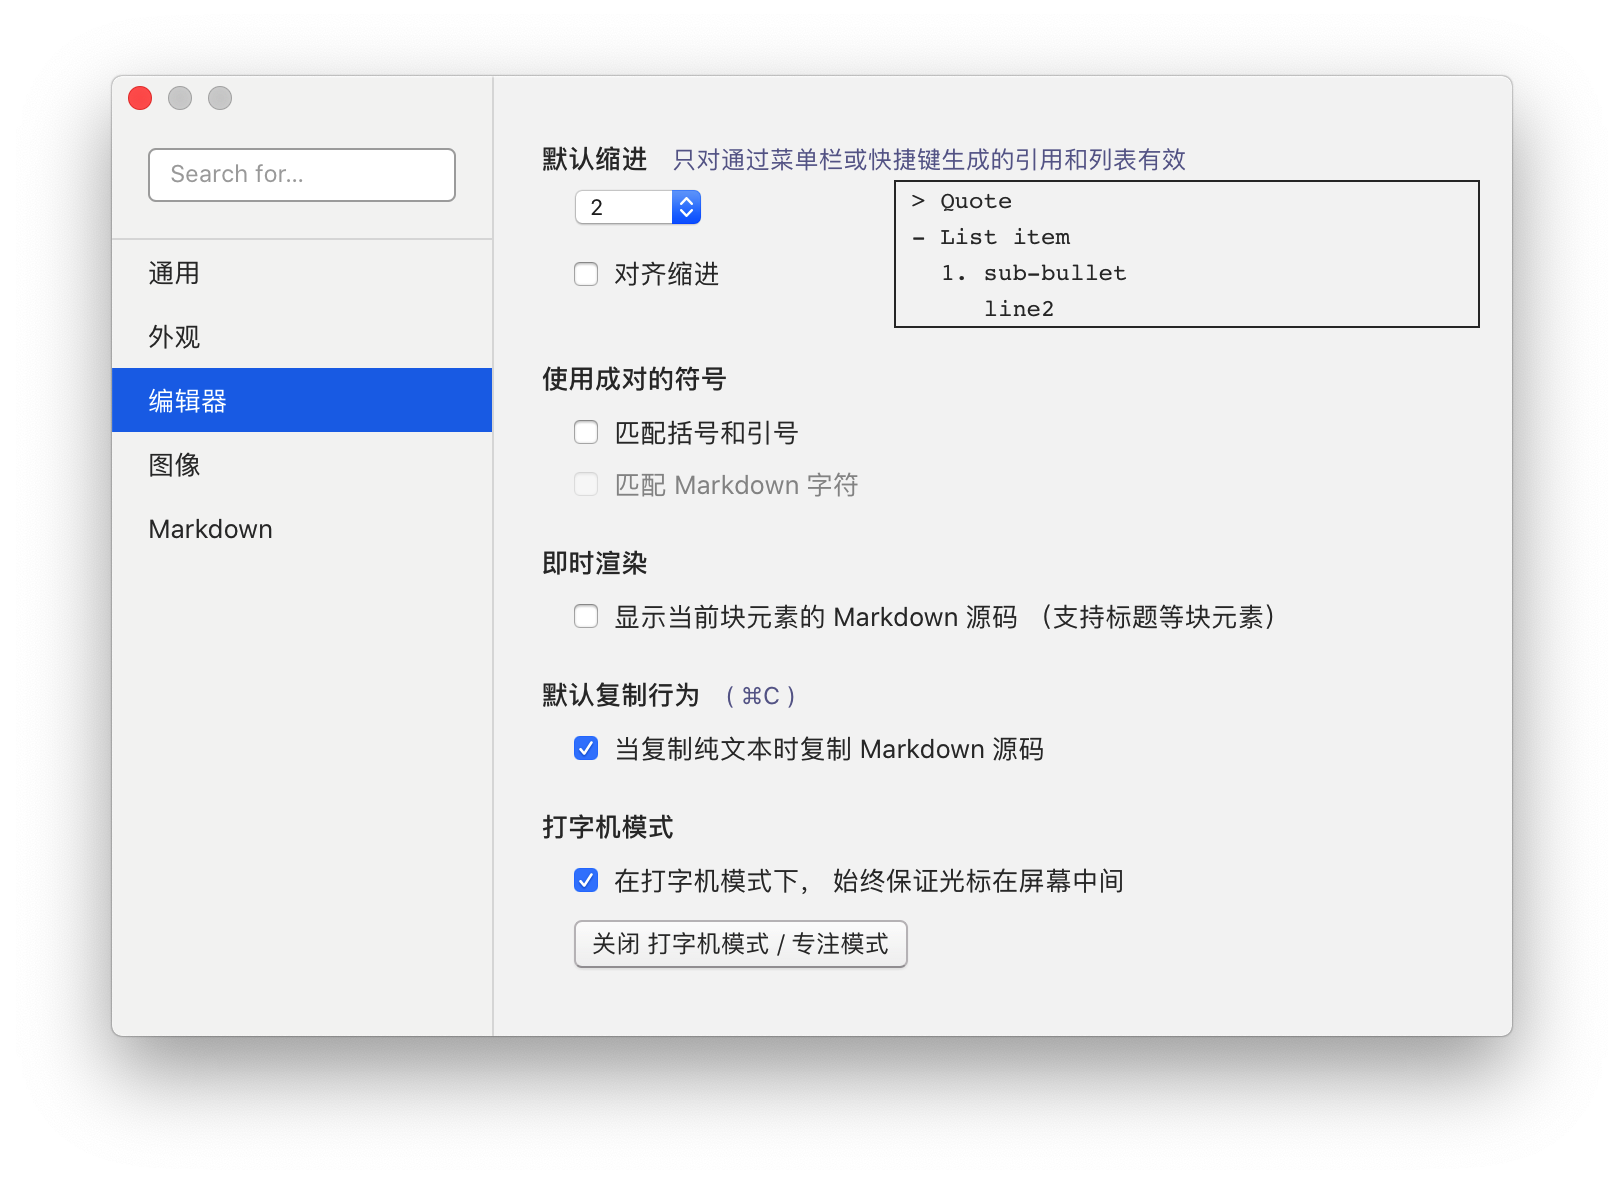 Search for...
通用
外观
编辑器
图像
Markdown
默认缩进 只对通过菜单栏或快捷键生成的引用和列表有效
2
对齐缩进
> Quote
- List item
1. sub-bullet
line2
使用成对的符号
匹配括号和引号
匹配 Markdown 字符
即时渲染
显示当前块元素的 Markdown 源码 （支持标题等块元素）
默认复制行为 ( ⌘C )
当复制纯文本时复制 Markdown 源码
打字机模式
在打字机模式下， 始终保证光标在屏幕中间
关闭 打字机模式 / 专注模式